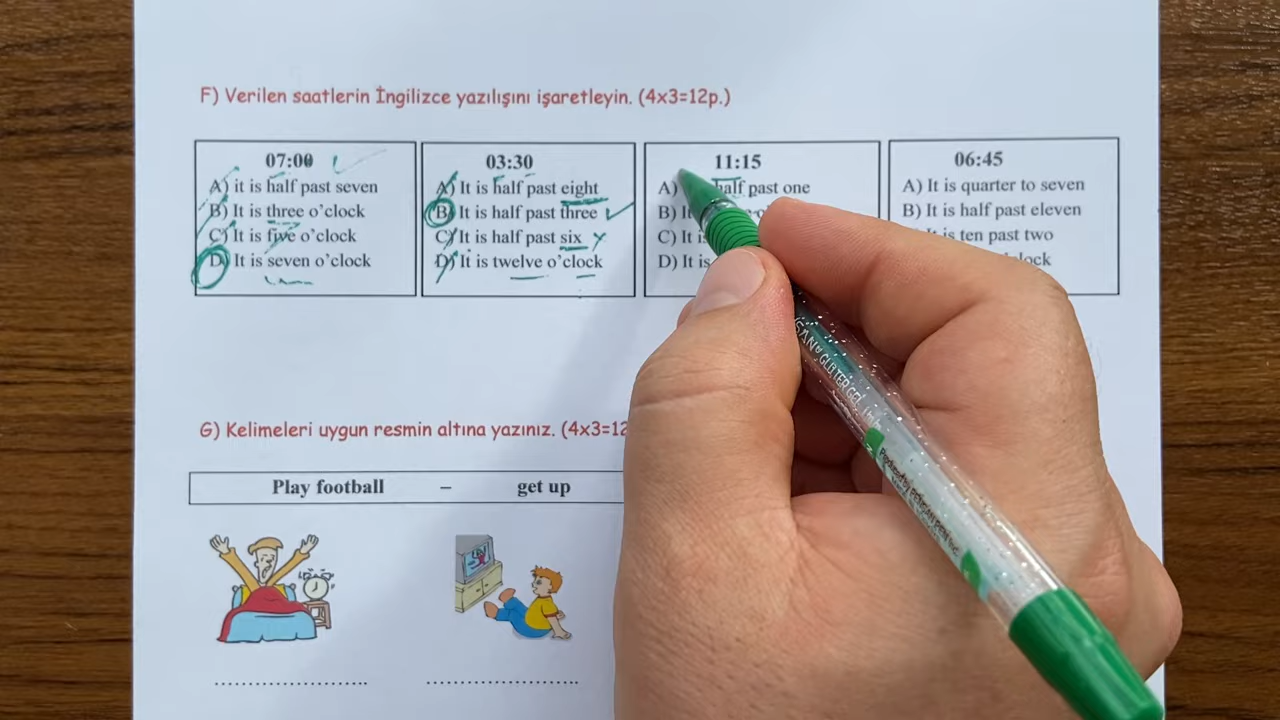 F) Verilen saatlerin İngilizce yazılışını işaretleyin. (4x3=12p.)
07:00
A) it is half past seven
B) It is three o'clock
C) It is five o'clock
D) It is seven o'clock
03:30
A) It is half past eight
B) It is half past three
C) It is half past six
D) It is twelve o'clock
11:15
A) half past one
B) It
C) It is
D) It is
06:45
A) It is quarter to seven
B) It is half past eleven
is ten past two
G) Kelimeleri uygun resmin altına yazınız. (4x3=12
Play football – get up
GLITTER GEL